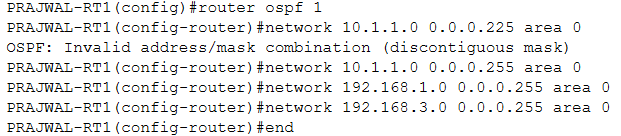 PRAJWAL-RT1(config)#router ospf 1
PRAJWAL-RT1(config-router)#network 10.1.1.0 0.0.0.225 area 0
OSPF: Invalid address/mask combination (discontiguous mask)
PRAJWAL-RT1(config-router)#network 10.1.1.0 0.0.0.255 area 0
PRAJWAL-RT1(config-router)#network 192.168.1.0 0.0.0.255 area 0
PRAJWAL-RT1(config-router)#network 192.168.3.0 0.0.0.255 area 0
PRAJWAL-RT1(config-router)#end